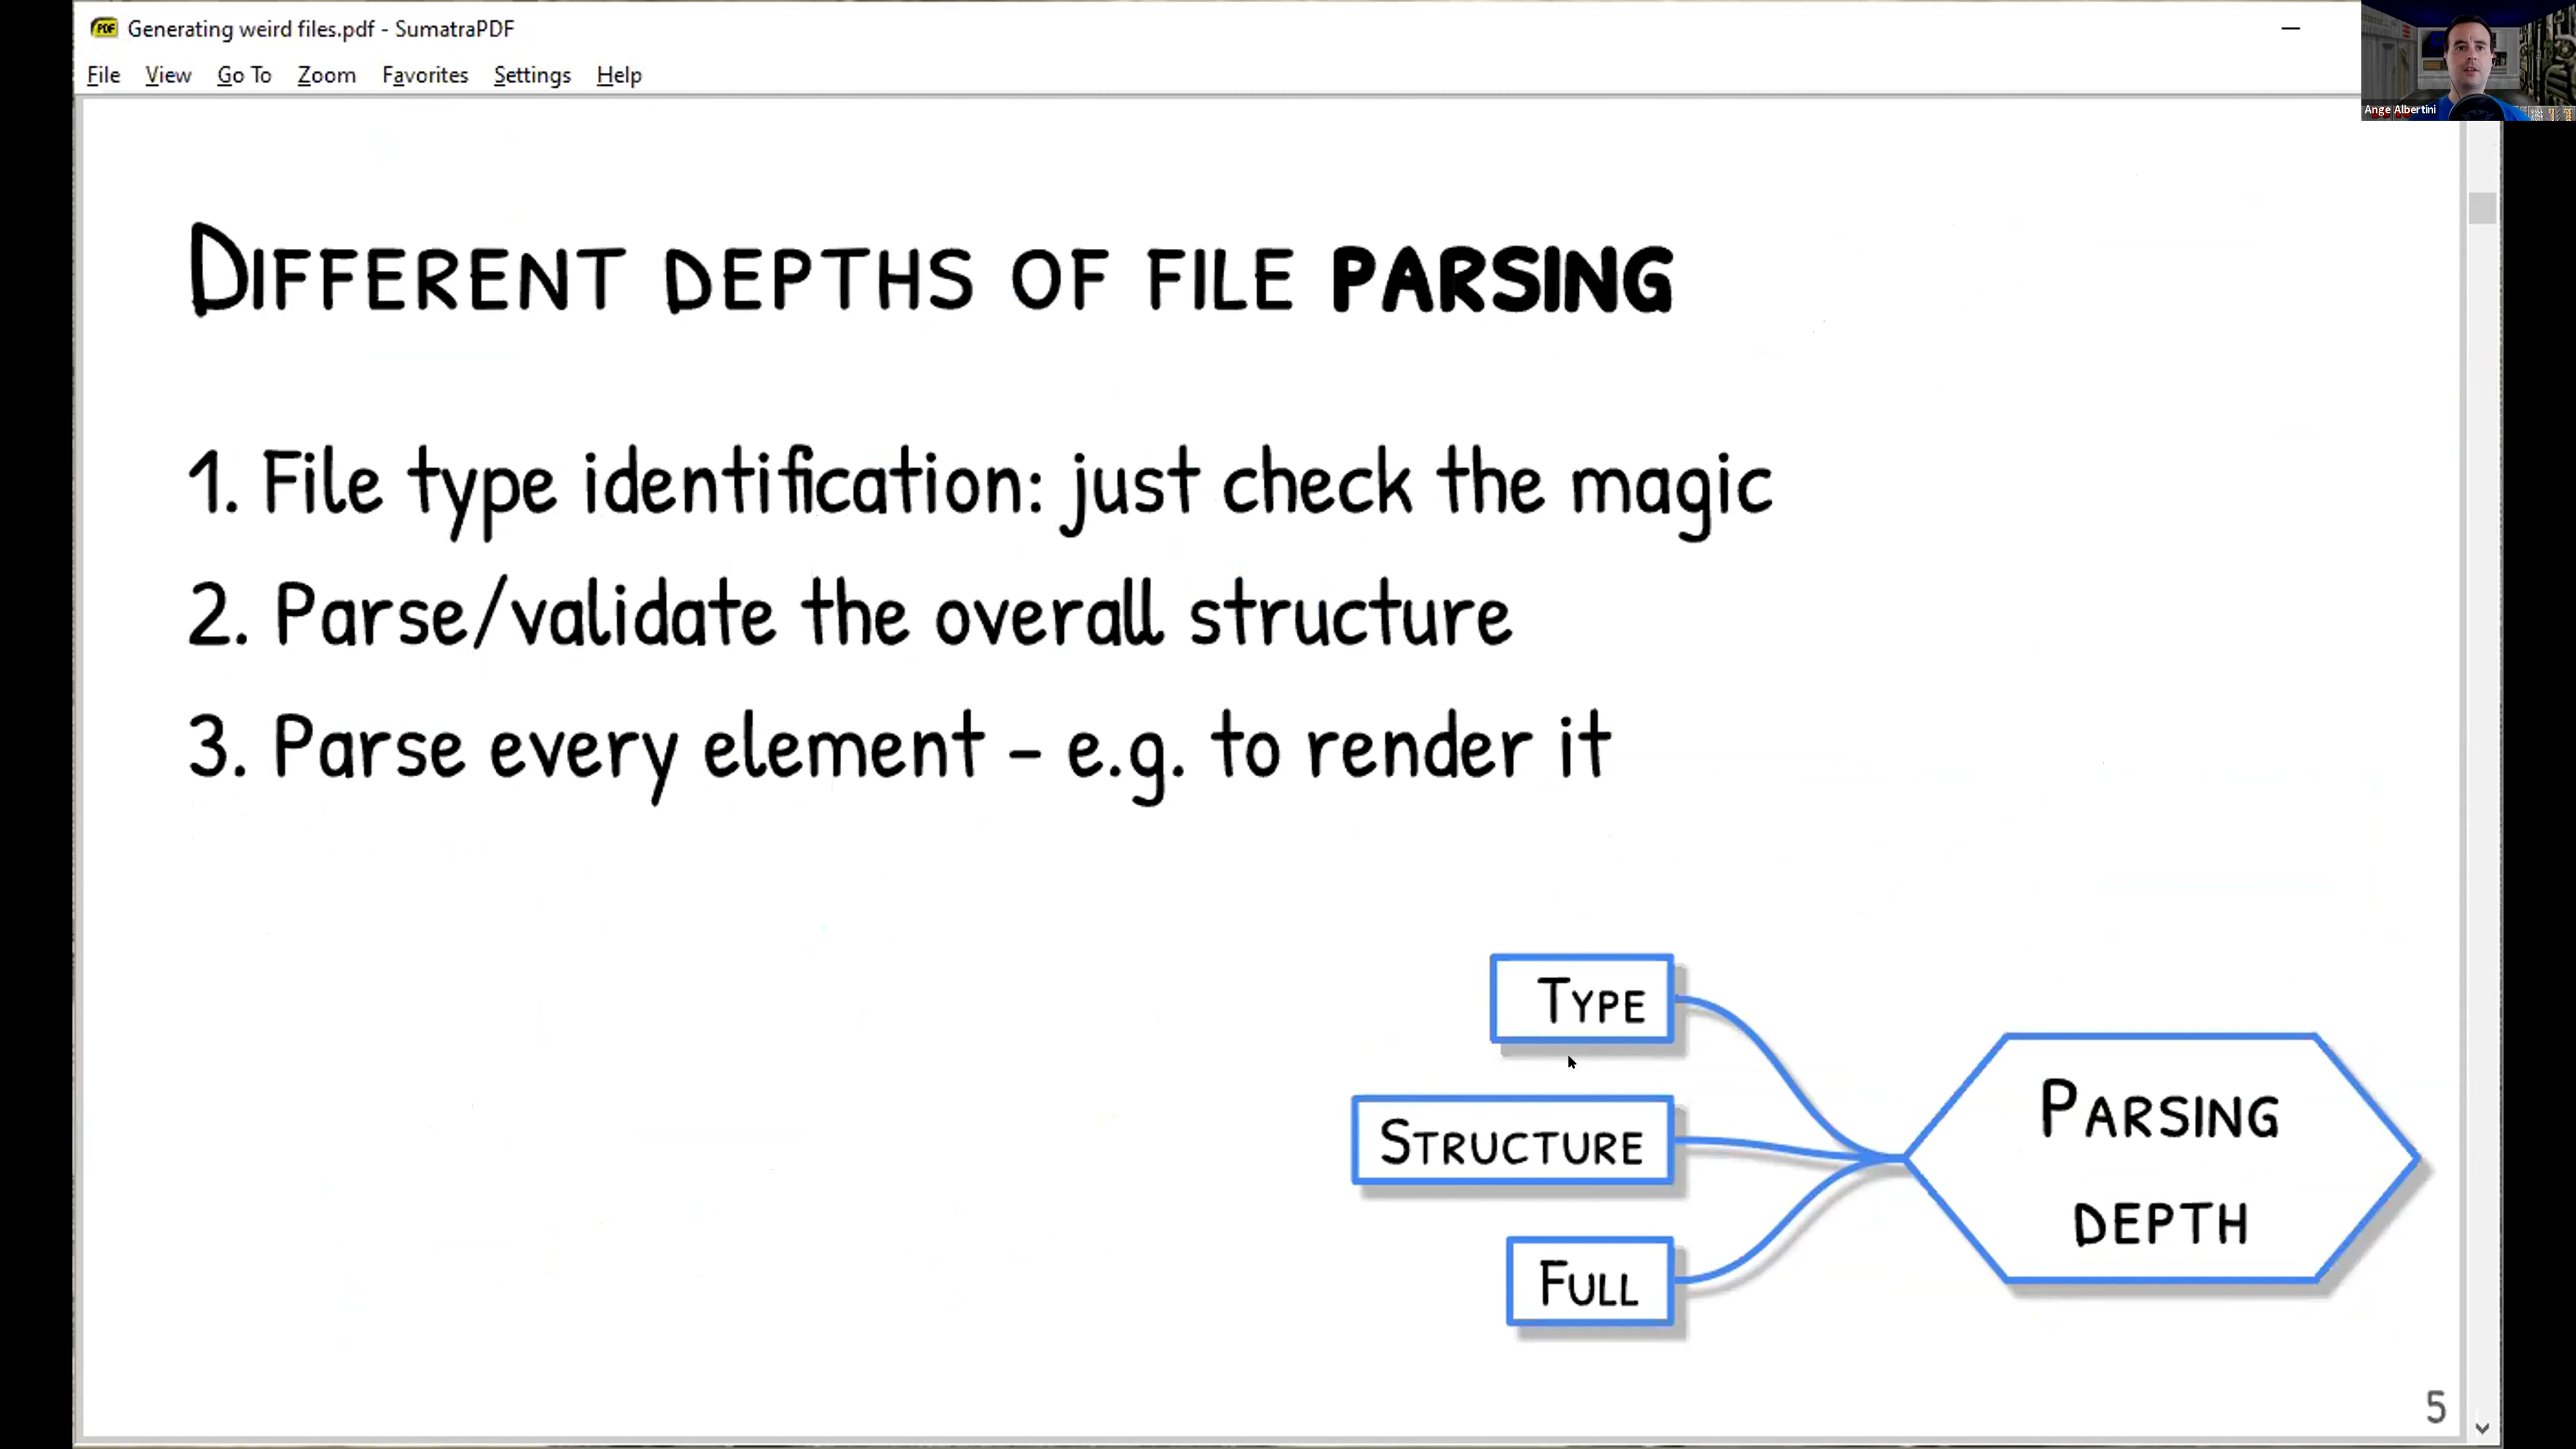 Generating weird files.pdf - SumatraPDF
File View Go To Zoom Favorites Settings Help
Ange Albertini
DIFFERENT DEPTHS OF FILE PARSING
1. File type identification: just check the magic
2. Parse/validate the overall structure
3. Parse every element - e.g. to render it
TYPE
STRUCTURE
FULL
PARSING
DEPTH
5